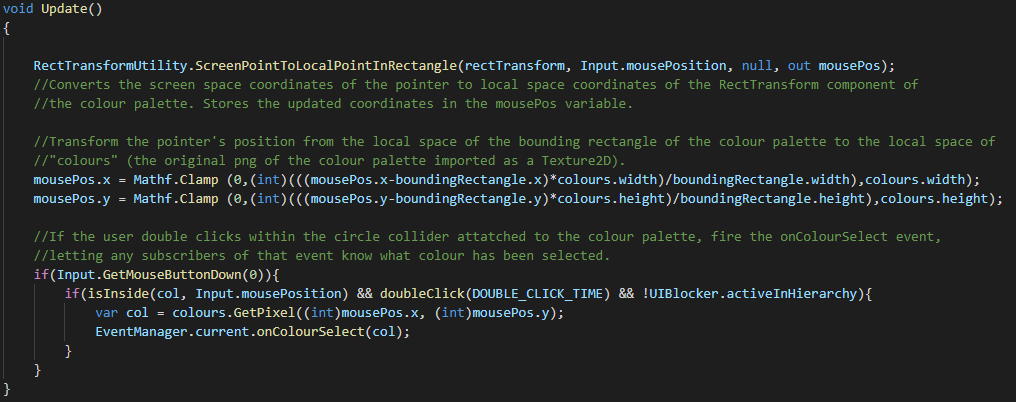 void Update()
{
RectTransformUtility.ScreenPointToLocalPointInRectangle(rectTransform, Input.mousePosition, null, out mousePos);
//Converts the screen space coordinates of the pointer to local space coordinates of the RectTransform component of
//the colour palette. Stores the updated coordinates in the mousePos variable.
//Transform the pointer's position from the local space of the bounding rectangle of the colour palette to the local space of
//"colours" (the original png of the colour palette imported as a Texture2D).
mousePos.x = Mathf.Clamp (0,(int)(((mousePos.x-boundingRectangle.x)*colours.width)/boundingRectangle.width),colours.width);
mousePos.y = Mathf.Clamp (0,(int)(((mousePos.y-boundingRectangle.y)*colours.height)/boundingRectangle.height),colours.height);
//If the user double clicks within the circle collider attatched to the colour palette, fire the onColourSelect event,
//letting any subscribers of that event know what colour has been selected.
if(Input.GetMouseButtonDown(0)){
if(isInside(col, Input.mousePosition) && doubleClick(DOUBLE_CLICK_TIME) && !UIBlocker.activeInHierarchy){
var col = colours.GetPixel((int)mousePos.x, (int)mousePos.y);
EventManager.current.onColourSelect(col);
}
}
}